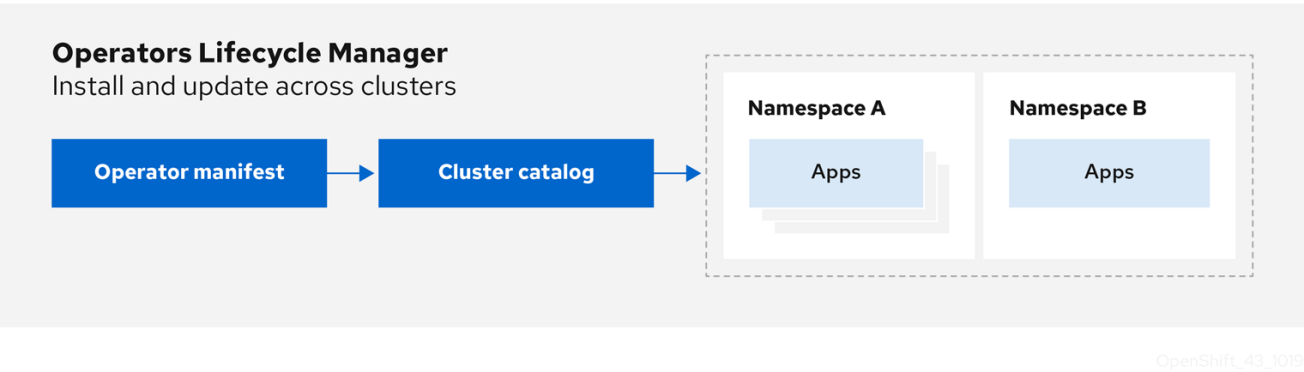 Operators Lifecycle Manager
Install and update across clusters
Operator manifest
Cluster catalog
Namespace A
Apps
Namespace B
Apps
OpenShift_43_1019